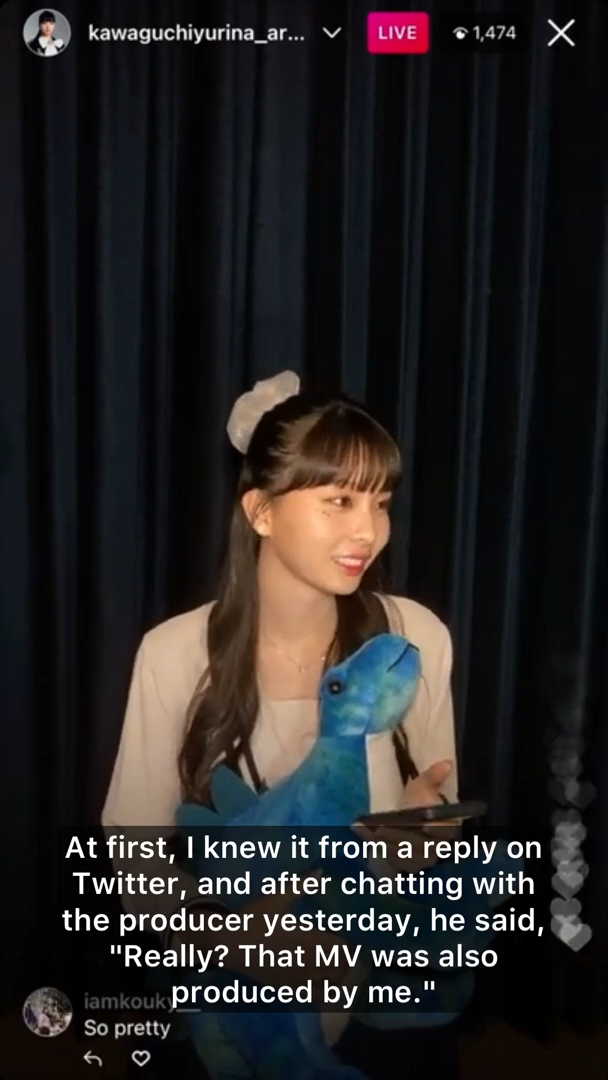 kawaguchiyurina_ar...
LIVE
1,474
At first, I knew it from a reply on
Twitter, and after chatting with
the producer yesterday, he said,
"Really? That MV was also
produced by me."
iamkouky__
So pretty